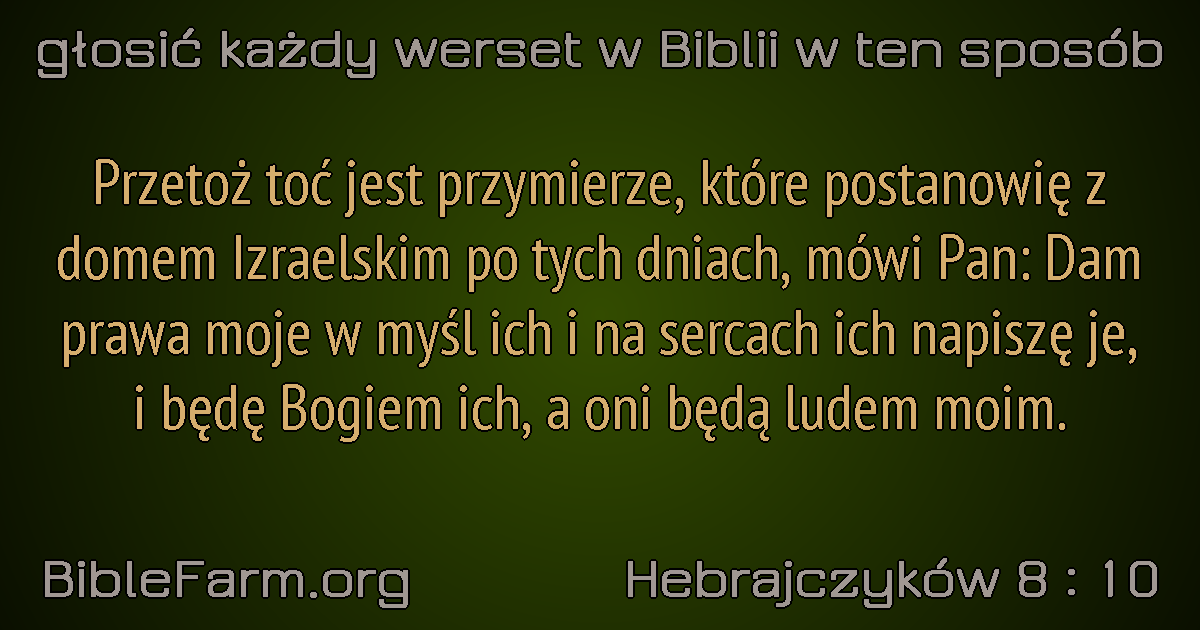 głosić każdy werset w Biblii w ten sposób
Przetoż toć jest przymierze, które postanowię z
domem Izraelskim po tych dniach, mówi Pan: Dam
prawa moje w myśl ich i na sercach ich napiszę je,
i będę Bogiem ich, a oni będą ludem moim.
BibleFarm.org
Hebrajczyków 8 : 10